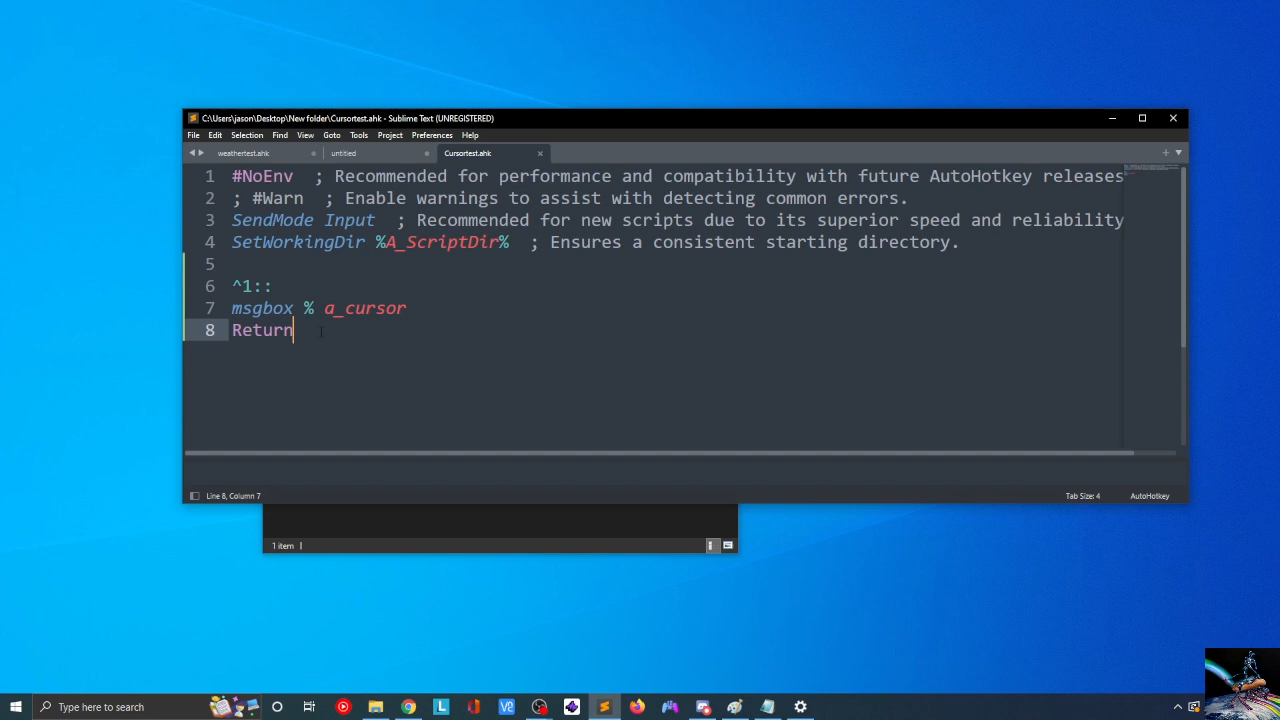 C:\Users\jason\Desktop\New folder\Cursortest.ahk - Sublime Text (UNREGISTERED)
File Edit Selection Find View Goto Tools Project Preferences Help
weathertest.ahk untitled Cursortest.ahk
1 #NoEnv ; Recommended for performance and compatibility with future AutoHotkey releases
2 ; #Warn ; Enable warnings to assist with detecting common errors.
3 SendMode Input ; Recommended for new scripts due to its superior speed and reliability
4 SetWorkingDir %A_ScriptDir% ; Ensures a consistent starting directory.
5
6 ^1::
7 msgbox % a_cursor
8 Return
Line 8, Column 7 Tab Size: 4 AutoHotkey
1 item
Type here to search